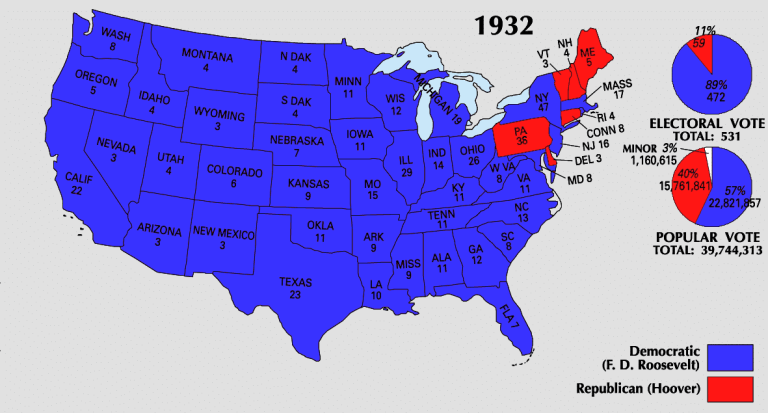 1932
WASH
8
OREGON
5
CALIF
22
NEVADA
3
IDAHO
4
MONTANA
4
WYOMING
3
UTAH
4
COLORADO
6
ARIZONA
3
NEW MEXICO
3
N DAK
4
S DAK
4
NEBRASKA
7
KANSAS
9
OKLA
11
TEXAS
23
MINN
11
IOWA
11
MO
15
ARK
9
LA
10
WIS
12
ILL
29
MICHIGAN 19
IND
14
OHIO
26
KY
11
TENN
11
MISS
9
ALA
11
GA
12
FLA 7
SC
8
NC
13
VA
11
W VA
8
PA
36
NY
47
VT
3
NH
4
ME
5
MASS
17
RI 4
CONN 8
NJ 16
DEL 3
MD 8
11%
59
89%
472
ELECTORAL VOTE
TOTAL: 531
MINOR 3%
1,160,615
40%
15,761,841
57%
22,821,857
POPULAR VOTE
TOTAL: 39,744,313
Democratic
(F. D. Roosevelt)
Republican (Hoover)